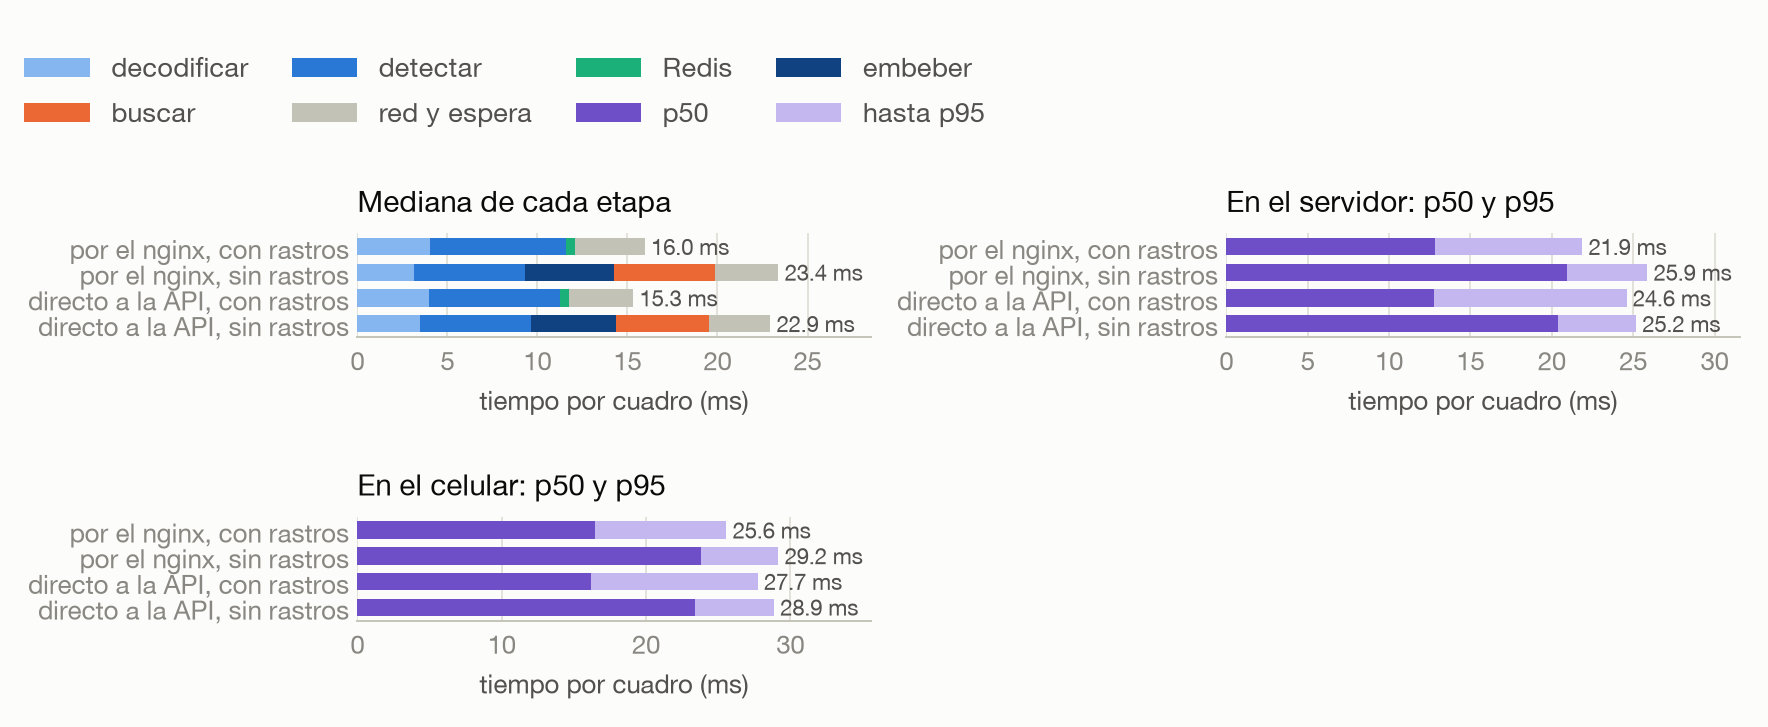 decodificar detectar Redis embeber
buscar red y espera p50 hasta p95
Mediana de cada etapa
por el nginx, con rastros 16.0 ms
por el nginx, sin rastros 23.4 ms
directo a la API, con rastros 15.3 ms
directo a la API, sin rastros 22.9 ms
0 5 10 15 20 25
tiempo por cuadro (ms)
En el servidor: p50 y p95
por el nginx, con rastros 21.9 ms
por el nginx, sin rastros 25.9 ms
directo a la API, con rastros 24.6 ms
directo a la API, sin rastros 25.2 ms
0 5 10 15 20 25 30
tiempo por cuadro (ms)
En el celular: p50 y p95
por el nginx, con rastros 25.6 ms
por el nginx, sin rastros 29.2 ms
directo a la API, con rastros 27.7 ms
directo a la API, sin rastros 28.9 ms
0 10 20 30
tiempo por cuadro (ms)